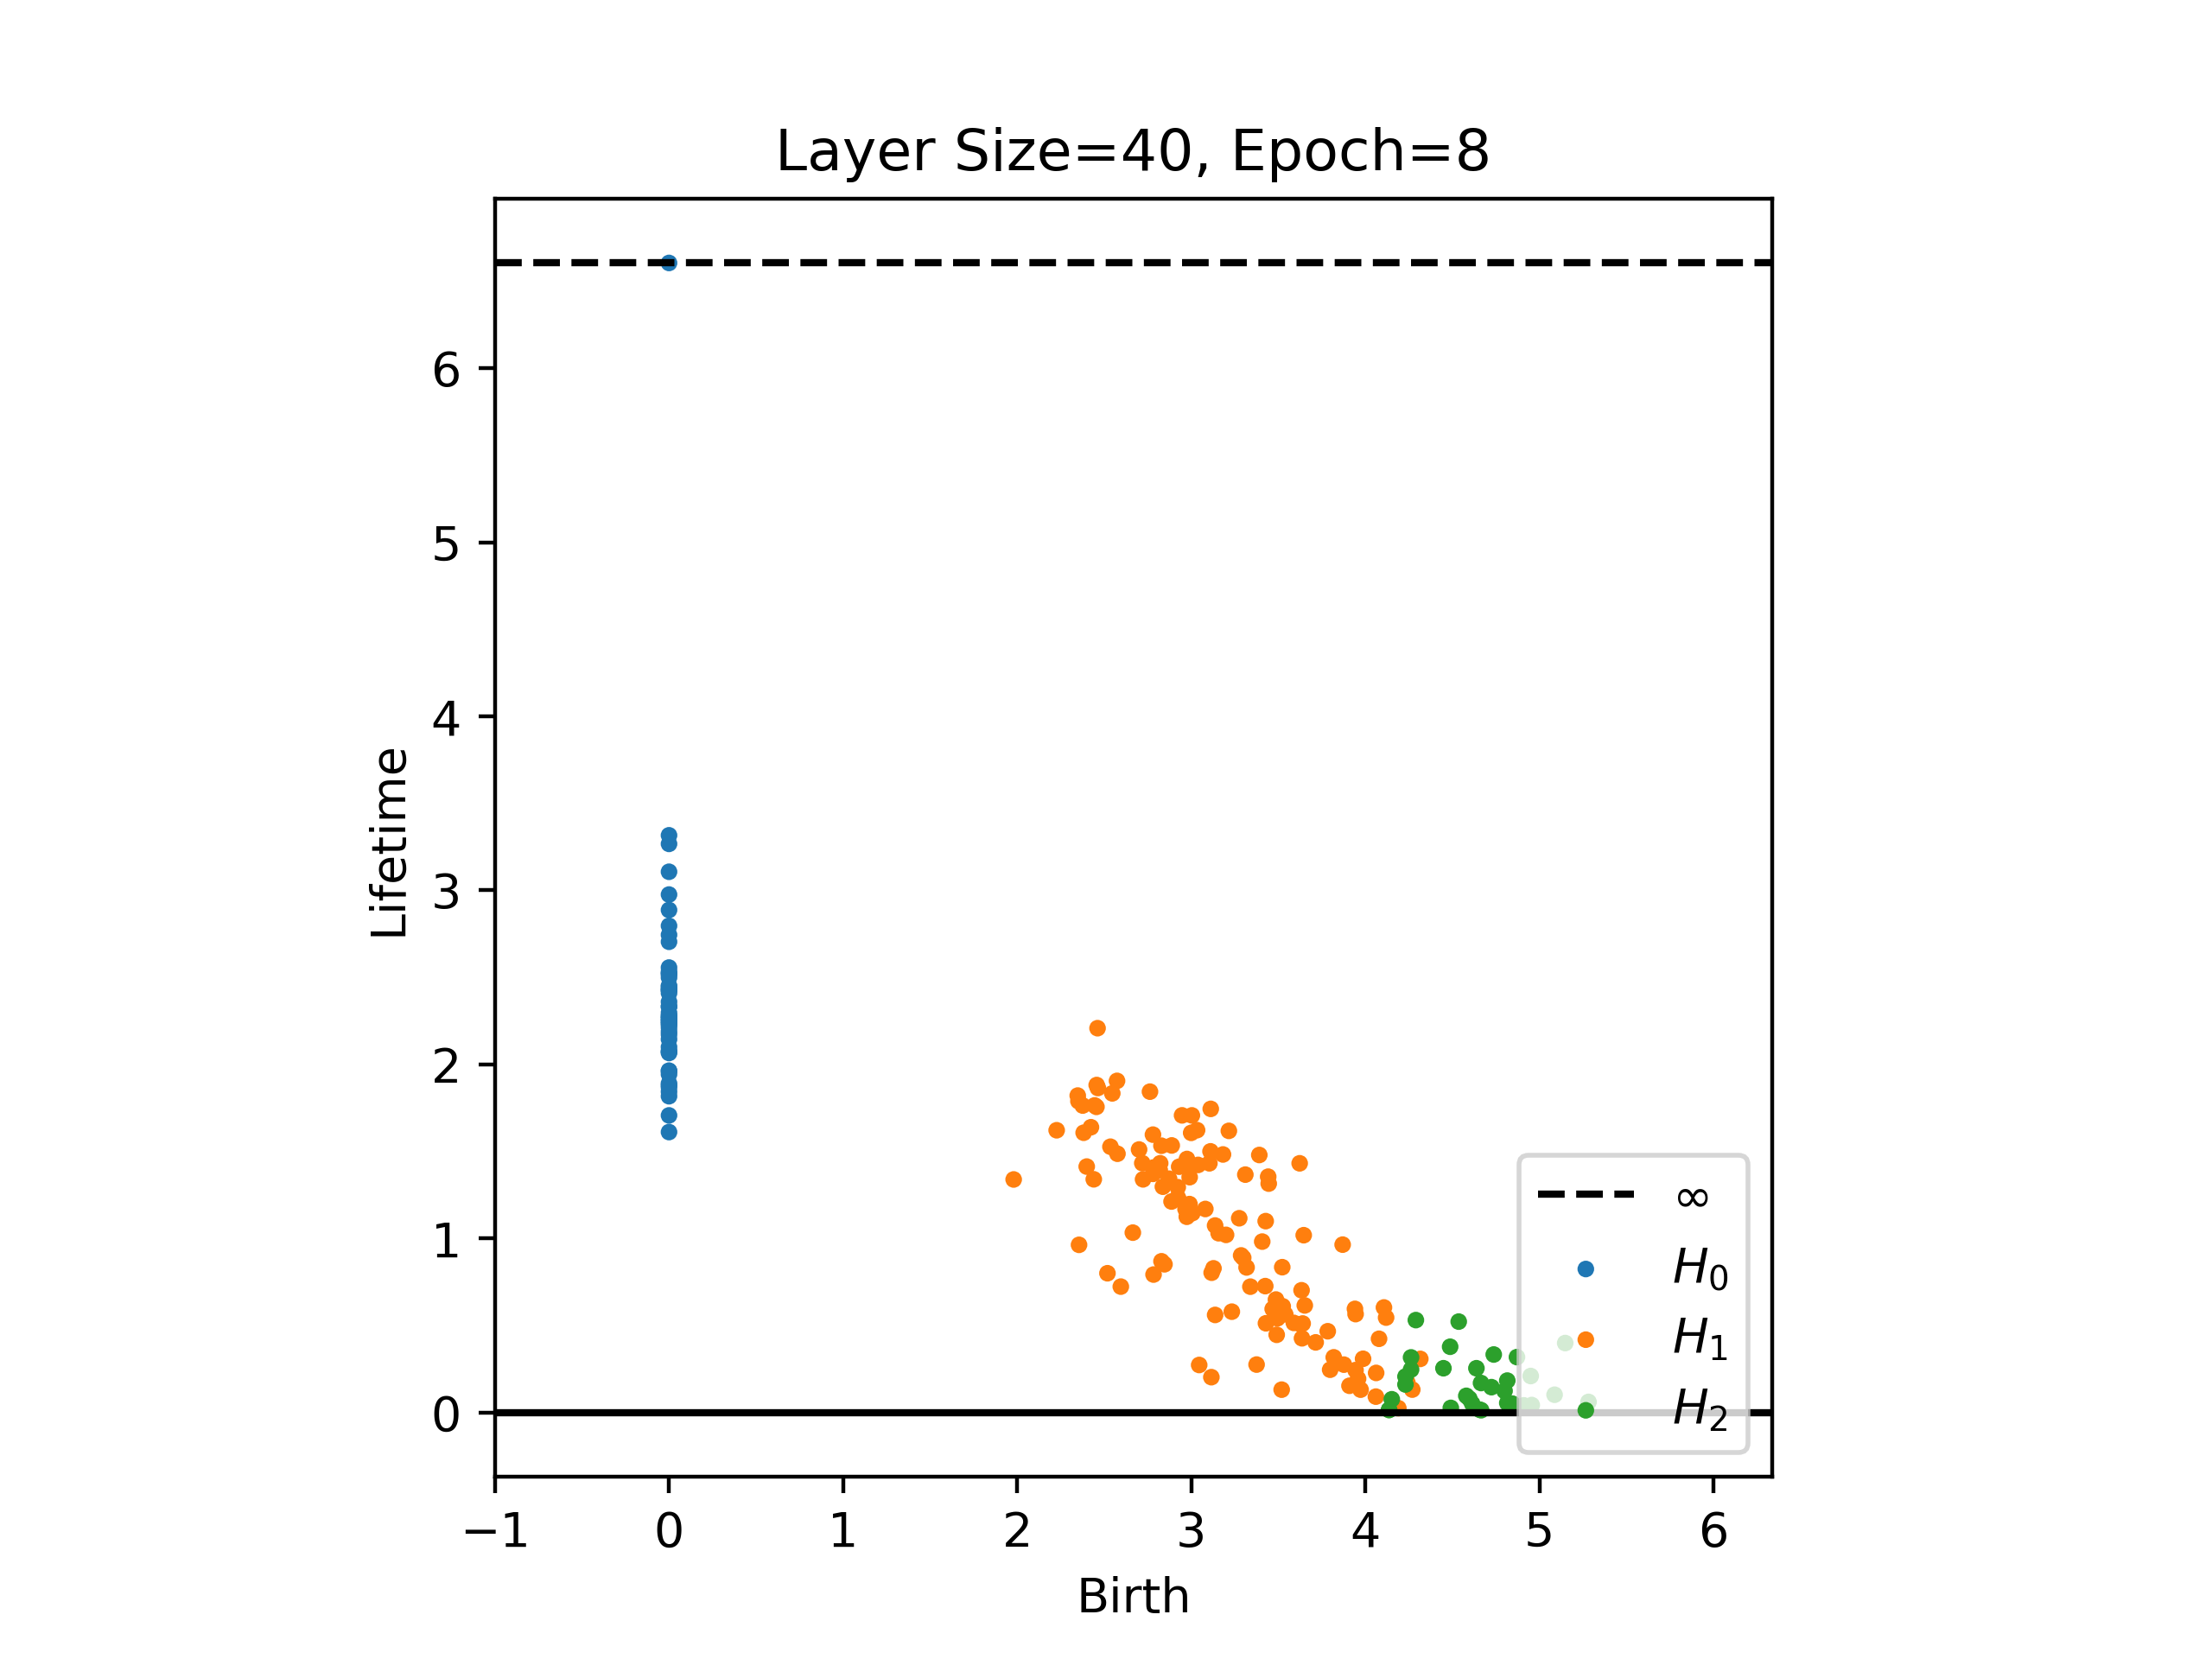 Layer Size=40, Epoch=8
Lifetime
6
5
4
3
2
1
0
−1 0 1 2 3 4 5 6
Birth
∞
H₀
H₁
H₂